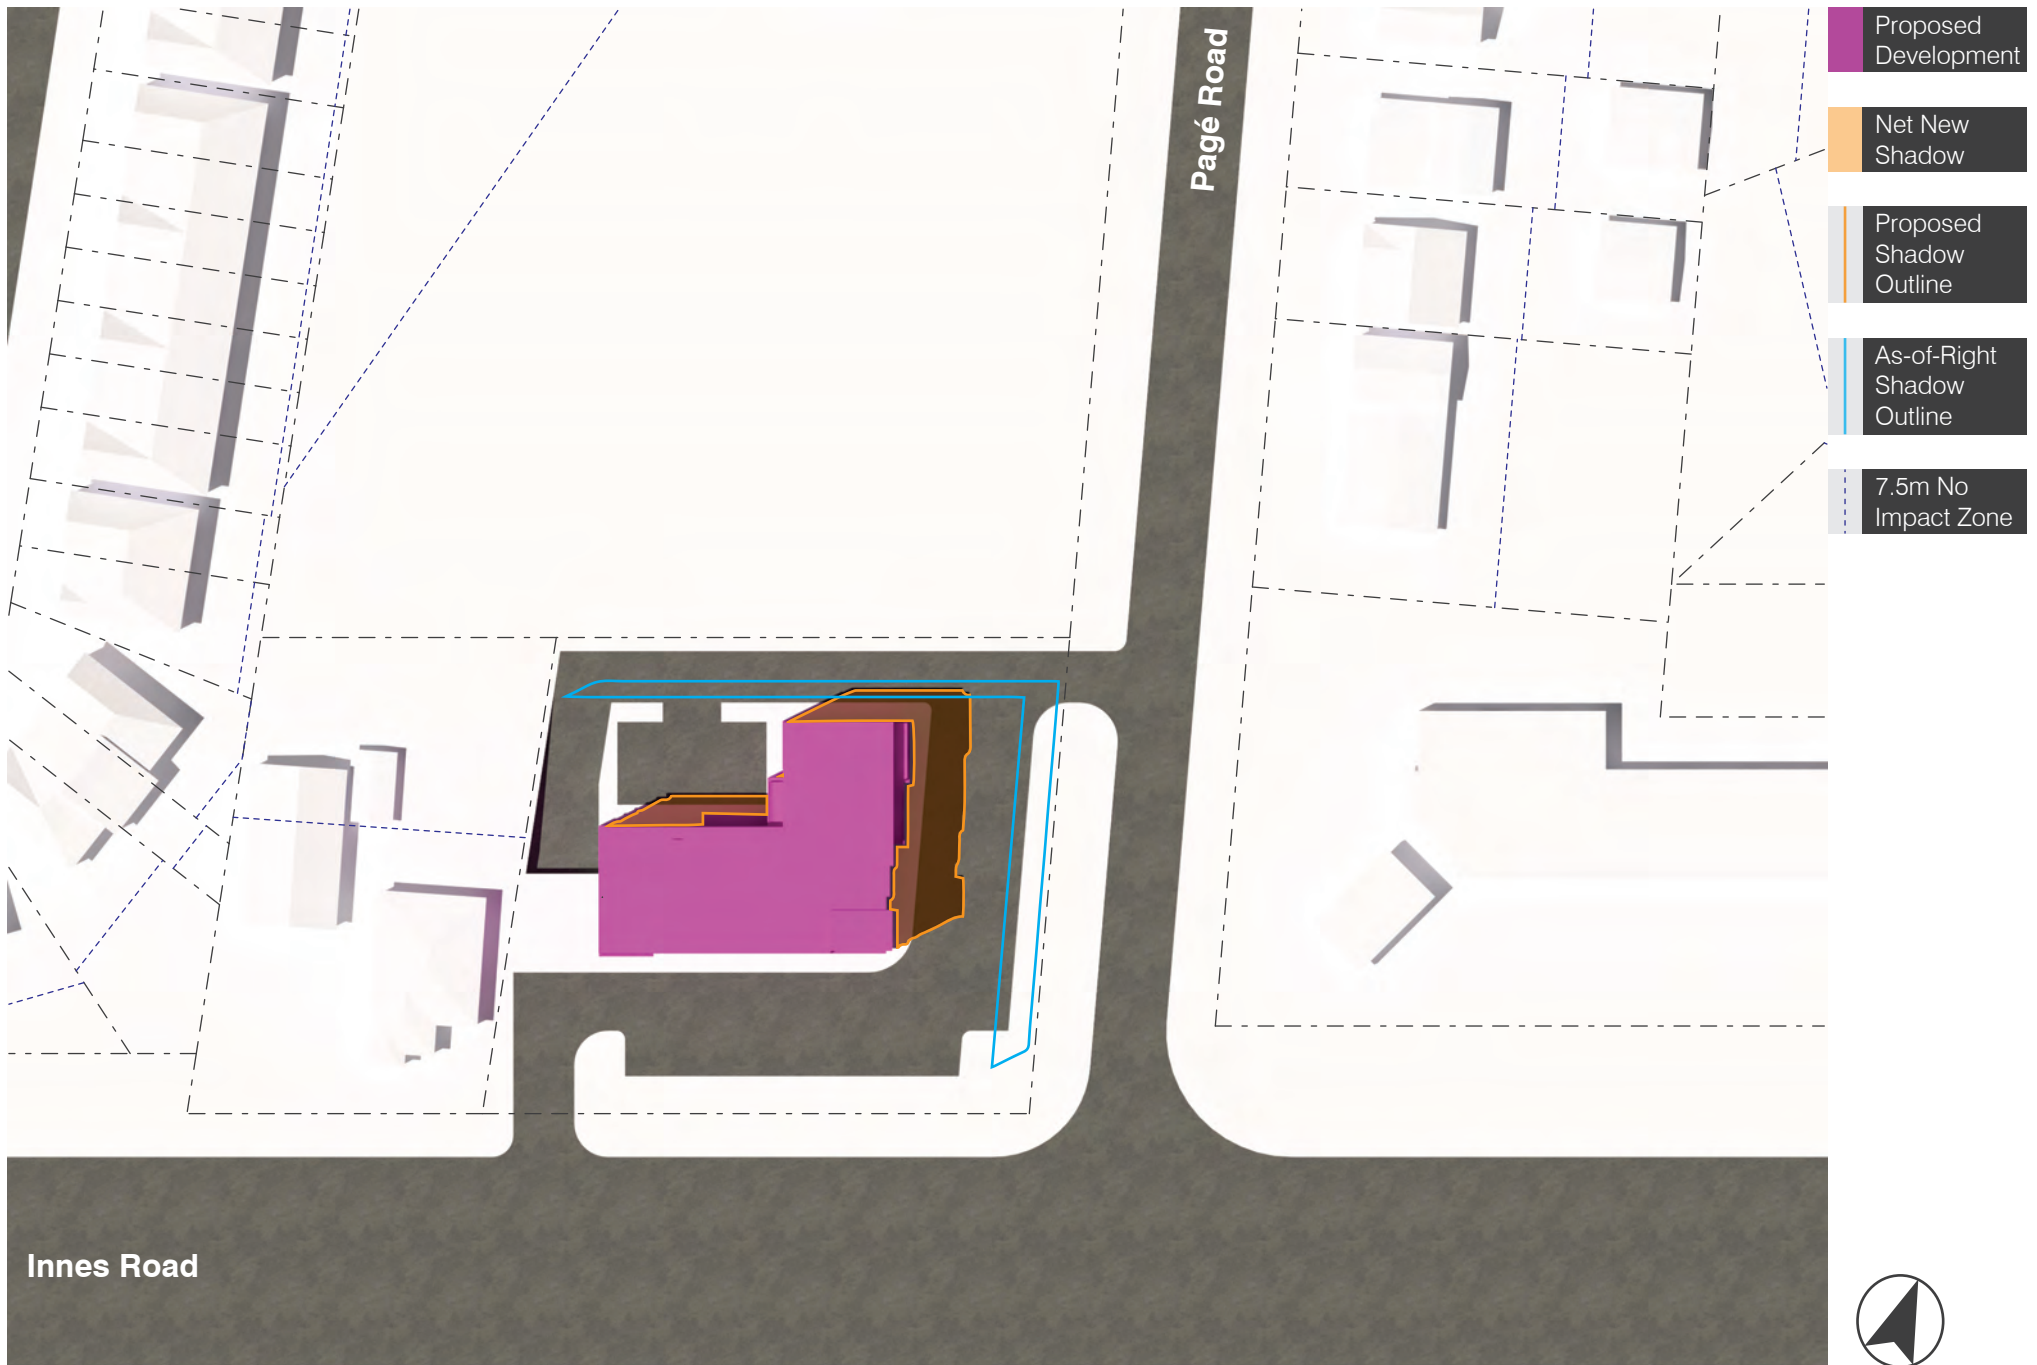 Pagé Road
Innes Road
Proposed
Development
Net New
Shadow
Proposed
Shadow
Outline
As-of-Right
Shadow
Outline
7.5m No
Impact Zone